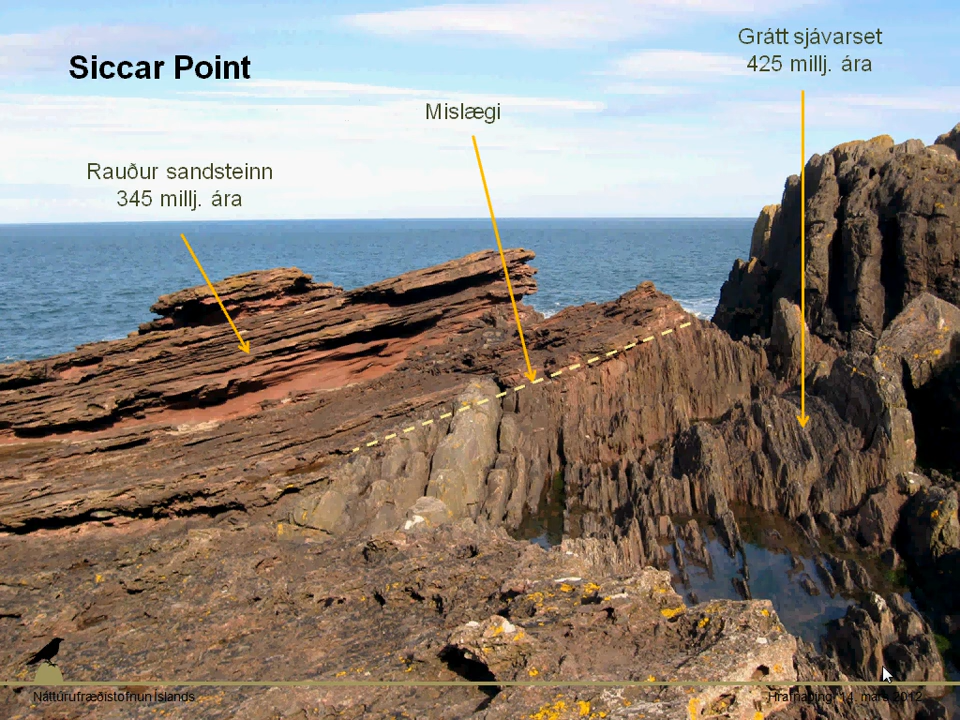 Siccar Point
Grátt sjávarset
425 millj. ára
Mislægi
Rauður sandsteinn
345 millj. ára
Náttúrufræðistofnun Íslands
Hrafnaþing 14. mars 2012